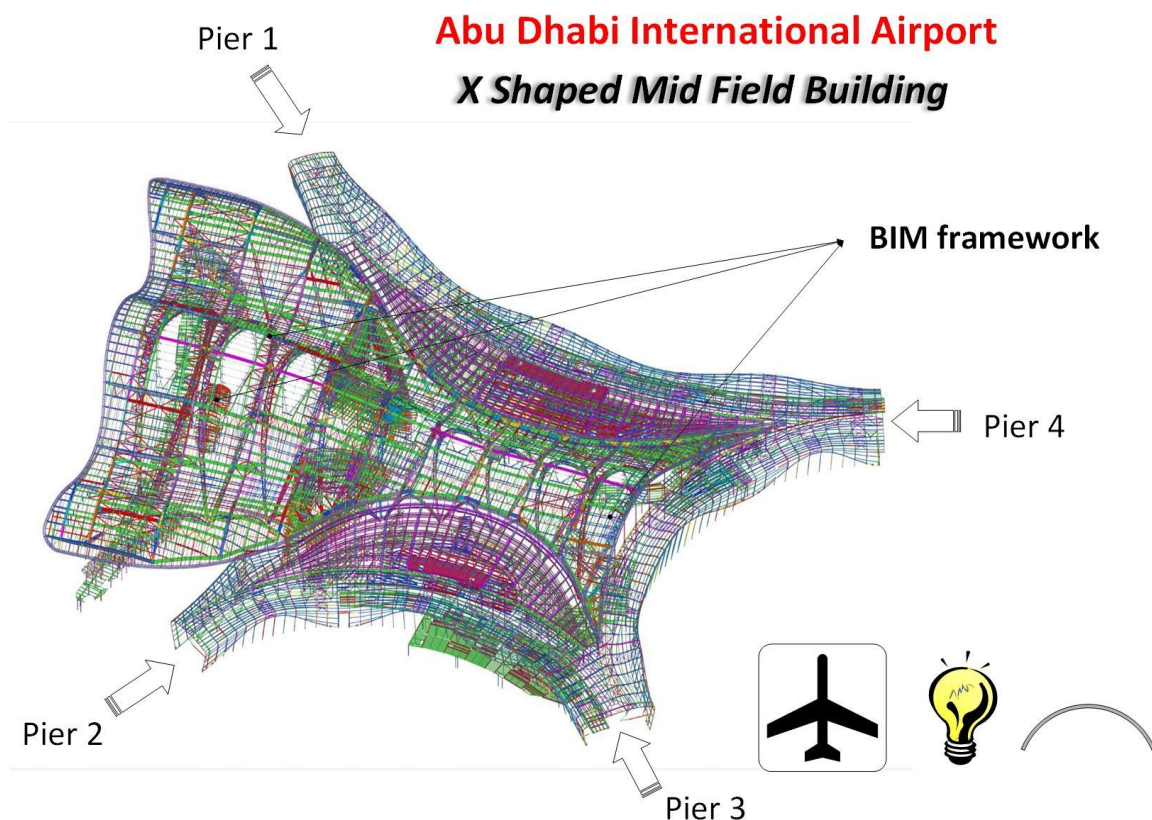 Pier 1
Abu Dhabi International Airport
X Shaped Mid Field Building
BIM framework
Pier 4
Pier 2
Pier 3